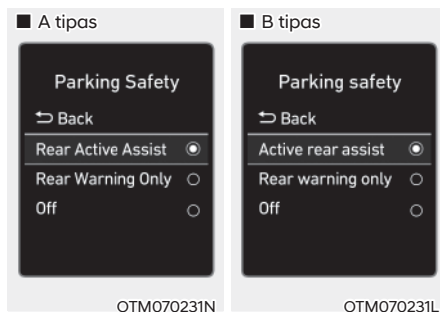 ■ A tipas
Parking Safety
Back
Rear Active Assist
Rear Warning Only
Off
OTM070231N
■ B tipas
Parking safety
Back
Active rear assist
Rear warning only
Off
OTM070231L